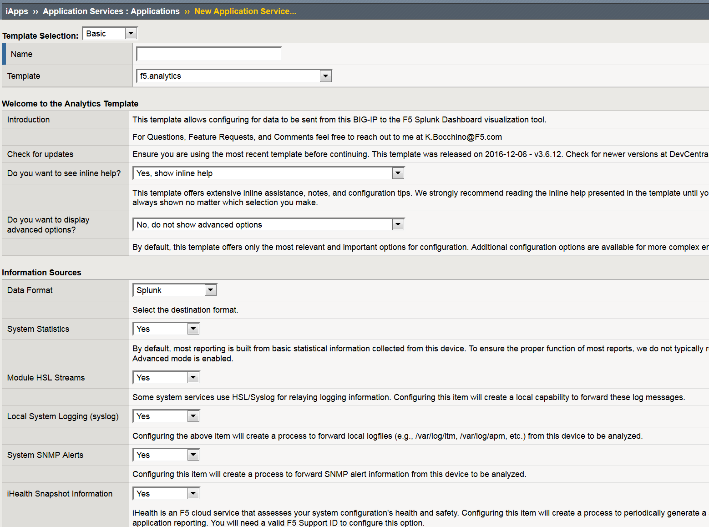 iApps » Application Services : Applications » New Application Service...
Template Selection: Basic
Name
Template f5.analytics
Welcome to the Analytics Template
Introduction This template allows configuring for data to be sent from this BIG-IP to the F5 Splunk Dashboard visualization tool.
For Questions, Feature Requests, and Comments feel free to reach out to me at K.Bocchino@F5.com
Check for updates Ensure you are using the most recent template before continuing. This template was released on 2016-12-06 - v3.6.12. Check for newer versions at DevCentra
Do you want to see inline help? Yes, show inline help
This template offers extensive inline assistance, notes, and configuration tips. We strongly recommend reading the inline help presented in the template until yo
always shown no matter which selection you make.
Do you want to display
advanced options? No, do not show advanced options
By default, this template offers only the most relevant and important options for configuration. Additional configuration options are available for more complex en
Information Sources
Data Format Splunk
Select the destination format.
System Statistics Yes
By default, most reporting is built from basic statistical information collected from this device. To ensure the proper function of most reports, we do not typically r
Advanced mode is enabled.
Module HSL Streams Yes
Some system services use HSL/Syslog for relaying logging information. Configuring this item will create a local capability to forward these log messages.
Local System Logging (syslog) Yes
Configuring the above item will create a process to forward local logfiles (e.g., /var/log/ltm, /var/log/apm, etc.) from this device to be analyzed.
System SNMP Alerts Yes
Configuring this item will create a process to forward SNMP alert information from this device to be analyzed.
iHealth Snapshot Information Yes
iHealth is an F5 cloud service that assesses your system configuration's health and safety. Configuring this item will create a process to periodically generate a
application reporting. You will need a valid F5 Support ID to configure this option.